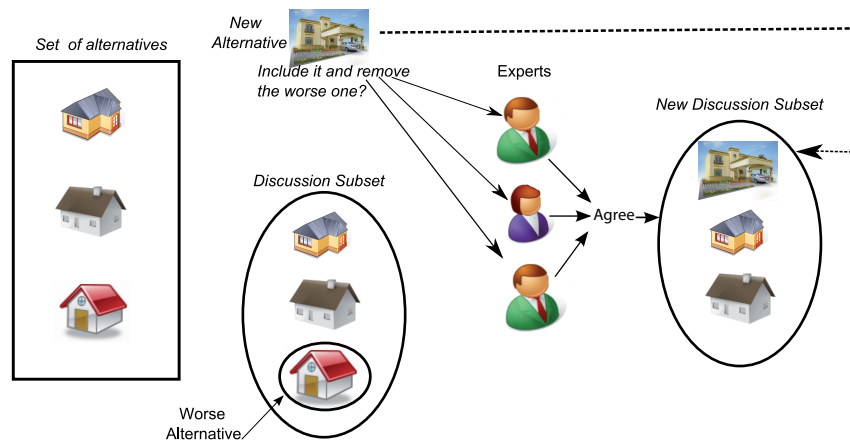 Set of alternatives
New
Alternative
Include it and remove
the worse one?
Experts
Discussion Subset
Agree
New Discussion Subset
Worse
Alternative